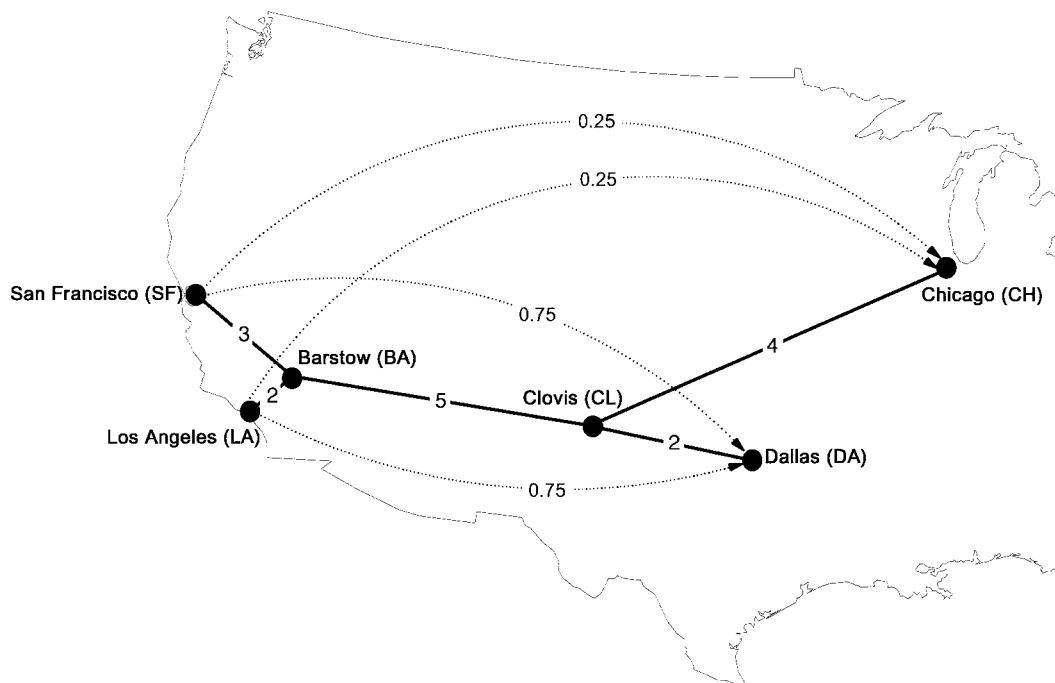 0.25
0.25
San Francisco (SF)
Chicago (CH)
0.75
3
Barstow (BA)
4
2
5
Clovis (CL)
Los Angeles (LA)
2
Dallas (DA)
0.75